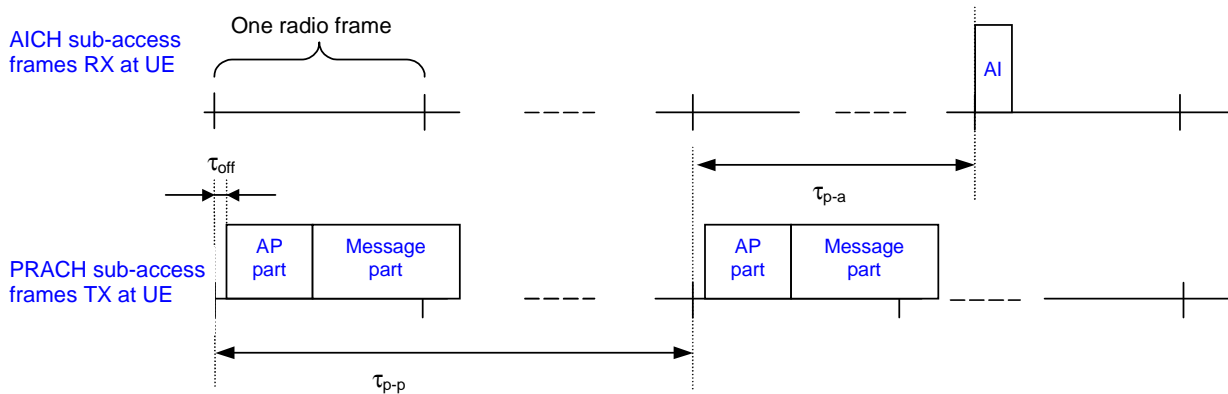 One radio frame
AICH sub-access
frames RX at UE
AI
τoff
τp-a
AP
part
Message
part
AP
part
Message
part
PRACH sub-access
frames TX at UE
τp-p